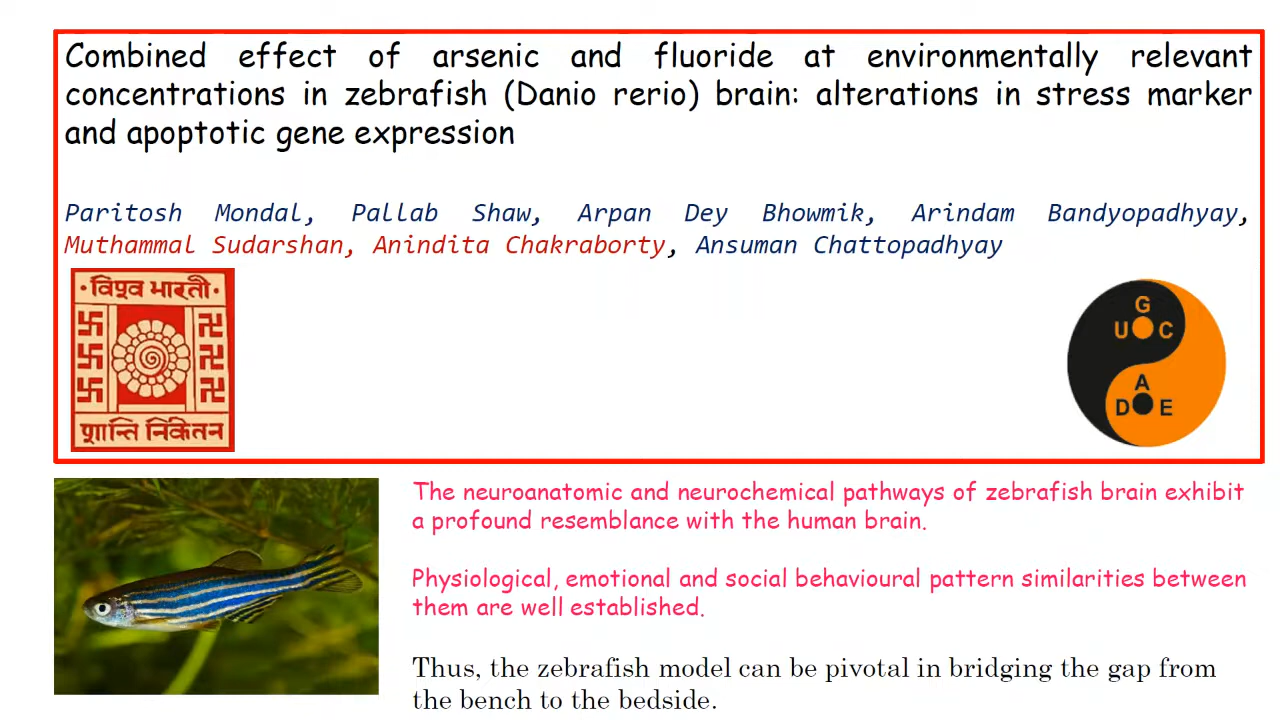 Combined effect of arsenic and fluoride at environmentally relevant
concentrations in zebrafish (Danio rerio) brain: alterations in stress marker
and apoptotic gene expression
Paritosh Mondal, Pallab Shaw, Arpan Dey Bhowmik, Arindam Bandyopadhyay,
Muthammal Sudarshan, Anindita Chakraborty, Ansuman Chattopadhyay
·विश्व भारती·
शान्ति निकेतन
G
U C
A
D E
The neuroanatomic and neurochemical pathways of zebrafish brain exhibit
a profound resemblance with the human brain.
Physiological, emotional and social behavioural pattern similarities between
them are well established.
Thus, the zebrafish model can be pivotal in bridging the gap from
the bench to the bedside.